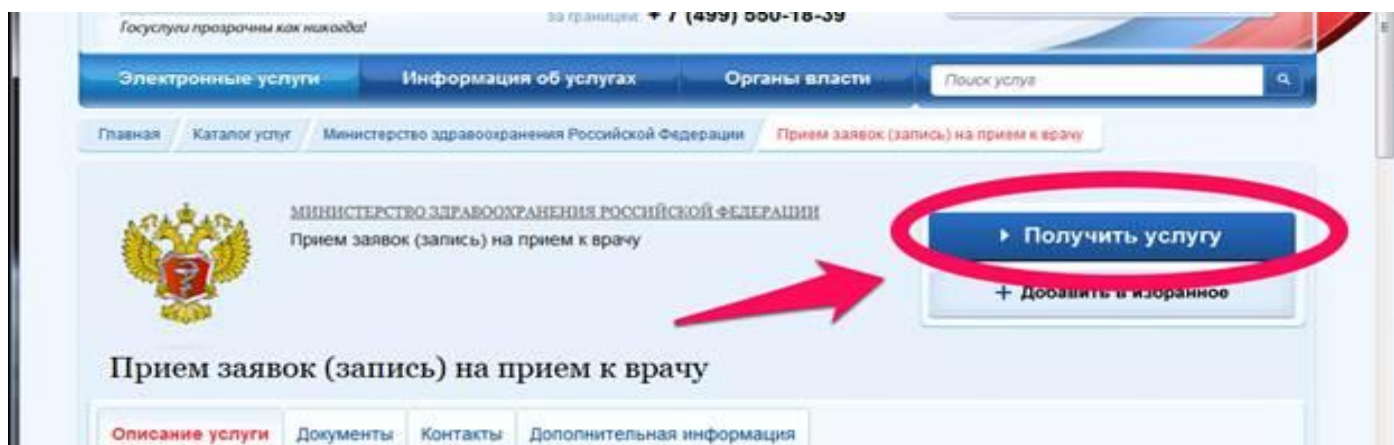 Госуслуги прозрачны как никогда!
за границей: + 7 (499) 550-18-39
Электронные услуги Информация об услугах Органы власти Поиск услуг
Главная Каталог услуг Министерство здравоохранения Российской Федерации Прием заявок (запись) на прием к врачу
МИНИСТЕРСТВО ЗДРАВООХРАНЕНИЯ РОССИЙСКОЙ ФЕДЕРАЦИИ
Прием заявок (запись) на прием к врачу
Получить услугу
+ Добавить в избранное
Прием заявок (запись) на прием к врачу
Описание услуги Документы Контакты Дополнительная информация